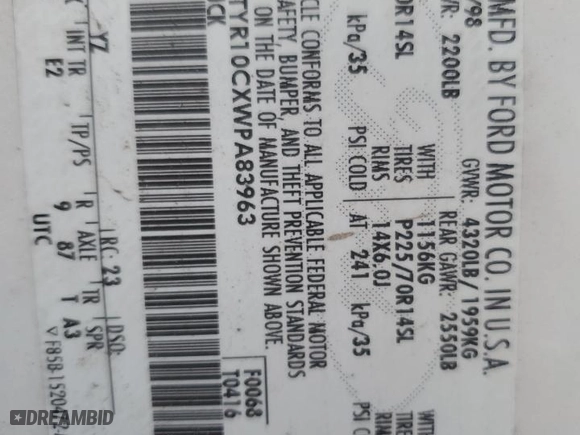 MFD. BY FORD MOTOR CO. IN U.S.A.
/98 GVWR: 4320LB/ 1959KG
R: 2200LB REAR GAWR: 2550LB
WITH 1156KG WITH
0R14SL TIRES P225/70R14SL TIRE
RIMS 14X6.0J RIM
kPa/35 PSI COLD AT 241 kPa/35 PSI C
CLE CONFORMS TO ALL APPLICABLE FEDERAL MOTOR
AFETY, BUMPER, AND THEFT PREVENTION STANDARDS
ON THE DATE OF MANUFACTURE SHOWN ABOVE.
TYR10CXWPA83963 F0068
CK T0416
YZ RC: 23 DSO:
INT TR TP/PS R AXLE TR SPR
E2 9 87 T A3
UTC
DREAMBID